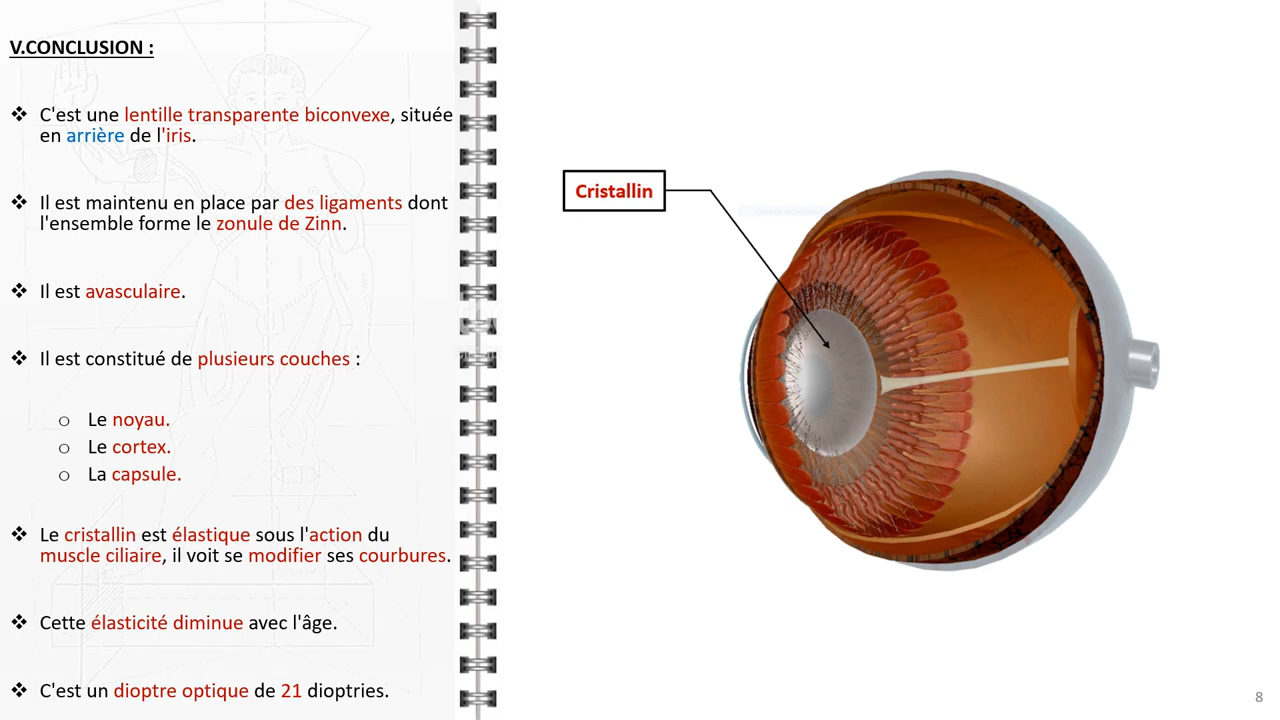 V.CONCLUSION :
❖ C'est une lentille transparente biconvexe, située
en arrière de l'iris.
❖ Il est maintenu en place par des ligaments dont
l'ensemble forme le zonule de Zinn.
❖ Il est avasculaire.
❖ Il est constitué de plusieurs couches :
o Le noyau.
o Le cortex.
o La capsule.
❖ Le cristallin est élastique sous l'action du
muscle ciliaire, il voit se modifier ses courbures.
❖ Cette élasticité diminue avec l'âge.
❖ C'est un dioptre optique de 21 dioptries.
Cristallin
8